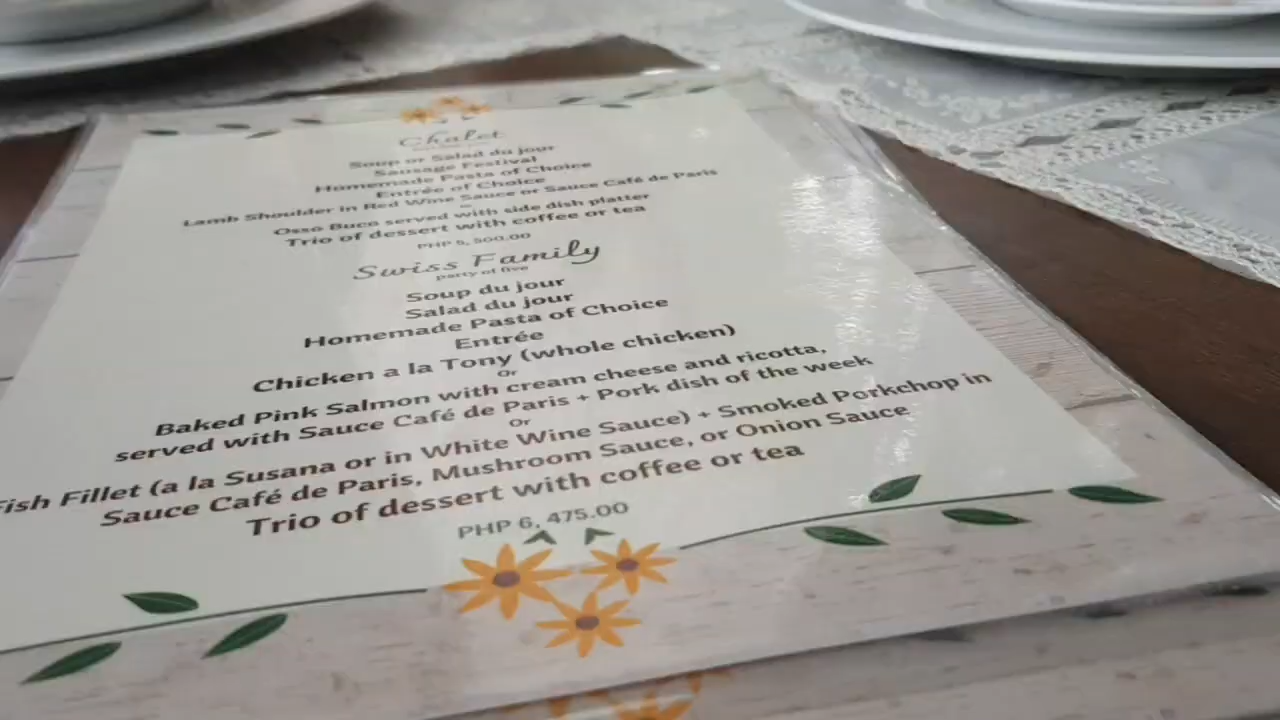 Chalet
Soup or Salad du jour
Sausage Festival
Homemade Pasta of Choice
Entrée of Choice
Lamb Shoulder in Red Wine Sauce or Sauce Café de Paris
or
Osso Buco served with side dish platter
Trio of dessert with coffee or tea
PHP 5, 500.00
Swiss Family
party of five
Soup du jour
Salad du jour
Homemade Pasta of Choice
Entrée
Chicken a la Tony (whole chicken)
Or
Baked Pink Salmon with cream cheese and ricotta,
served with Sauce Café de Paris + Pork dish of the week
Or
Fish Fillet (a la Susana or in White Wine Sauce) + Smoked Porkchop in
Sauce Café de Paris, Mushroom Sauce, or Onion Sauce
Trio of dessert with coffee or tea
PHP 6, 475.00